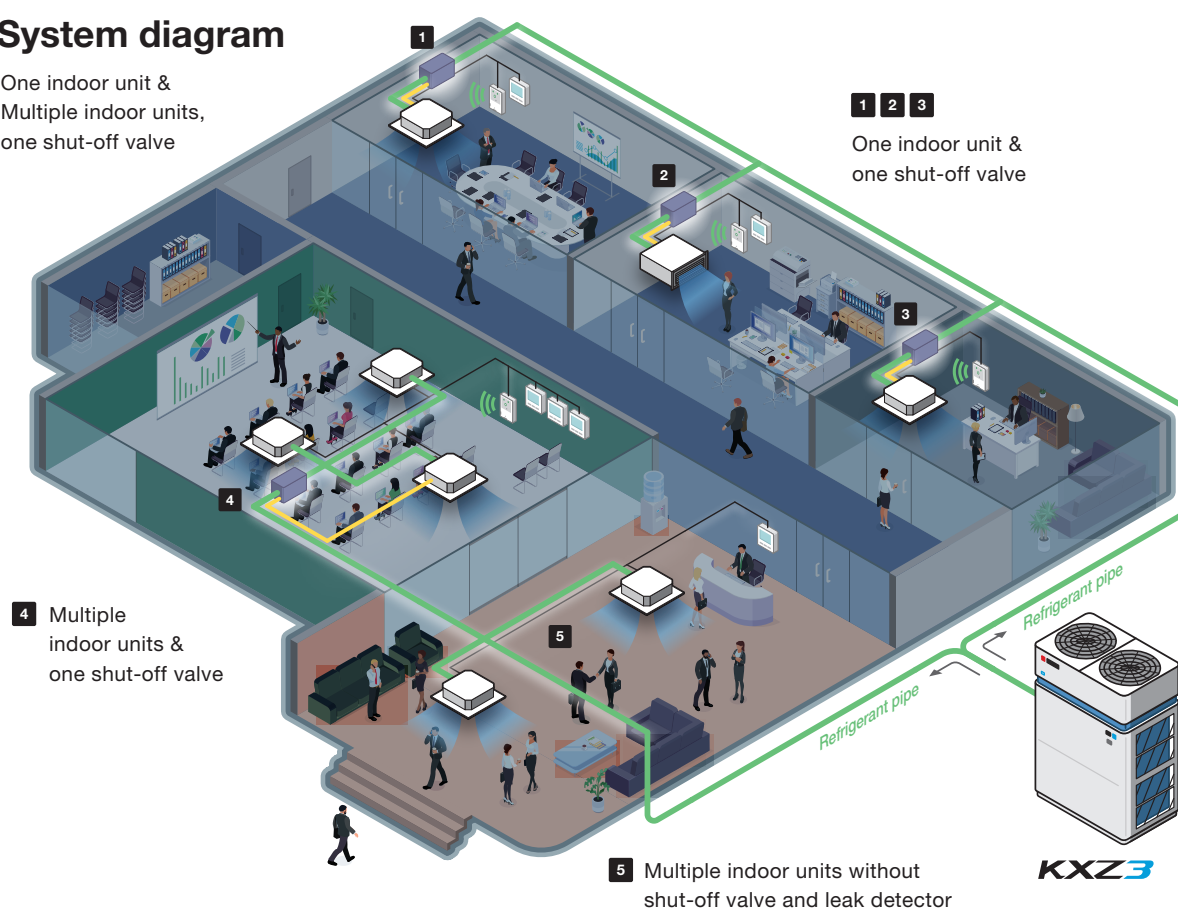 System diagram
One indoor unit &
Multiple indoor units,
one shut-off valve
1
1 2 3
One indoor unit &
one shut-off valve
2
3
4
4 Multiple
indoor units &
one shut-off valve
5
Refrigerant pipe
Refrigerant pipe
KXZ3
5 Multiple indoor units without
shut-off valve and leak detector